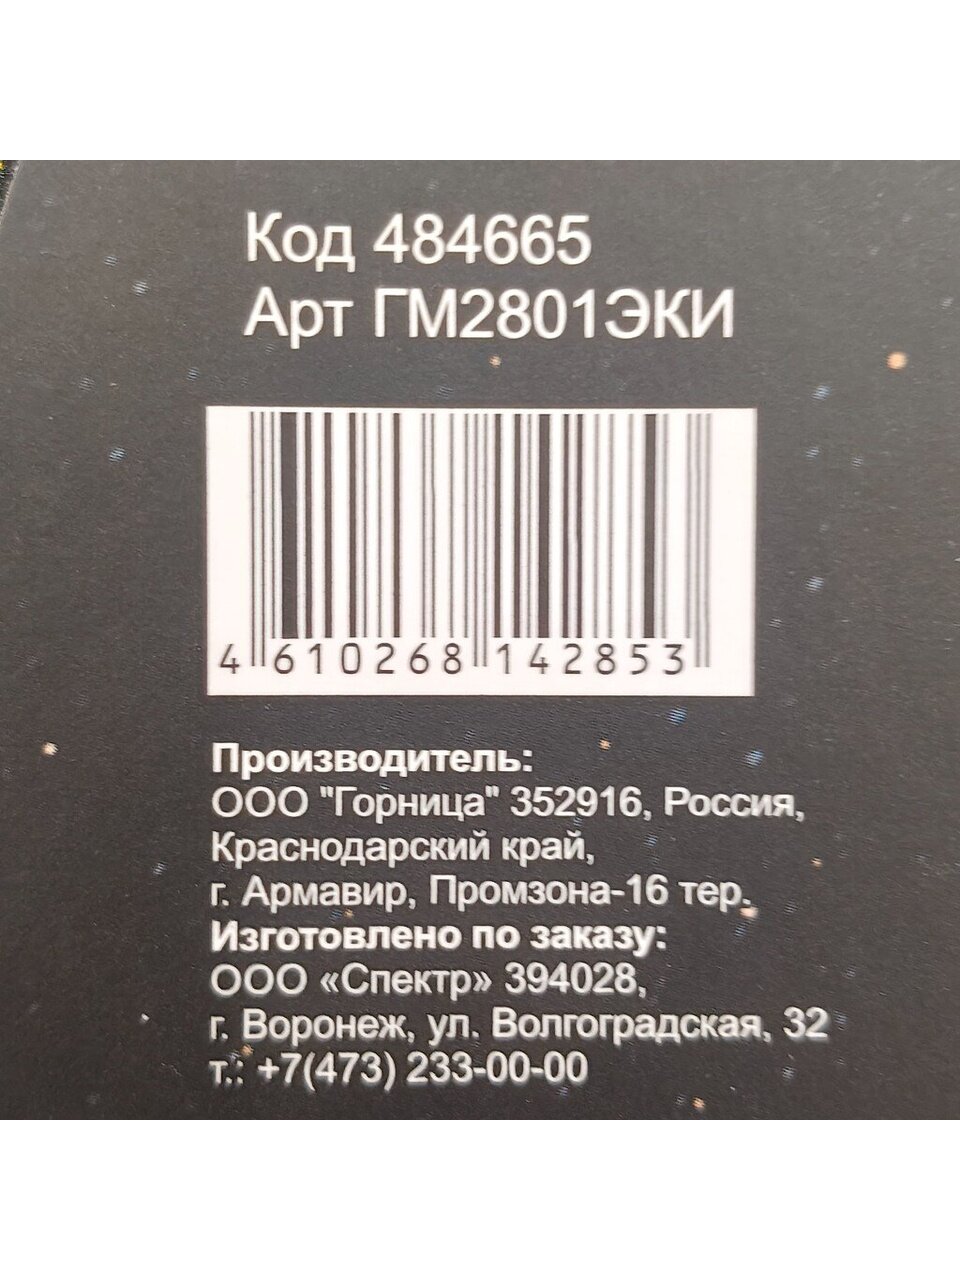 Код 484665
Арт ГМ2801ЭКИ
4 610268 142853
Производитель:
ООО "Горница" 352916, Россия,
Краснодарский край,
г. Армавир, Промзона-16 тер.
Изготовлено по заказу:
ООО «Спектр» 394028,
г. Воронеж, ул. Волгоградская, 32
т.: +7(473) 233-00-00